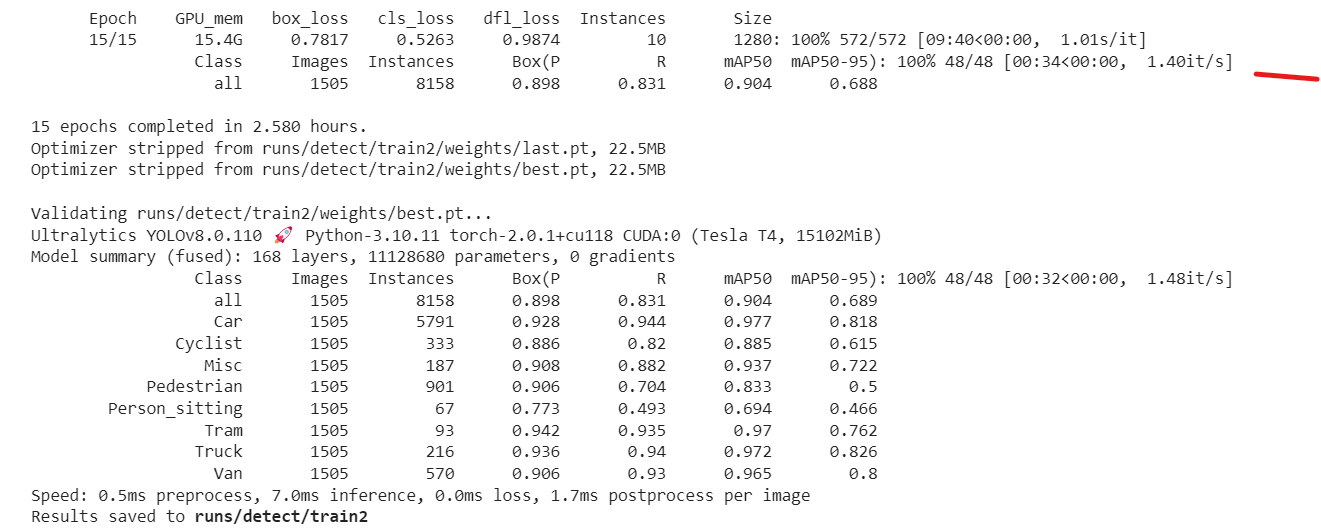 Epoch GPU_mem box_loss cls_loss dfl_loss Instances Size
15/15 15.4G 0.7817 0.5263 0.9874 10 1280: 100% 572/572 [09:40<00:00, 1.01s/it]
Class Images Instances Box(P R mAP50 mAP50-95): 100% 48/48 [00:34<00:00, 1.40it/s]
all 1505 8158 0.898 0.831 0.904 0.688
15 epochs completed in 2.580 hours.
Optimizer stripped from runs/detect/train2/weights/last.pt, 22.5MB
Optimizer stripped from runs/detect/train2/weights/best.pt, 22.5MB
Validating runs/detect/train2/weights/best.pt...
Ultralytics YOLOv8.0.110 🚀 Python-3.10.11 torch-2.0.1+cu118 CUDA:0 (Tesla T4, 15102MiB)
Model summary (fused): 168 layers, 11128680 parameters, 0 gradients
Class Images Instances Box(P R mAP50 mAP50-95): 100% 48/48 [00:32<00:00, 1.48it/s]
all 1505 8158 0.898 0.831 0.904 0.689
Car 1505 5791 0.928 0.944 0.977 0.818
Cyclist 1505 333 0.886 0.82 0.885 0.615
Misc 1505 187 0.908 0.882 0.937 0.722
Pedestrian 1505 901 0.906 0.704 0.833 0.5
Person_sitting 1505 67 0.773 0.493 0.694 0.466
Tram 1505 93 0.942 0.935 0.97 0.762
Truck 1505 216 0.936 0.94 0.972 0.826
Van 1505 570 0.906 0.93 0.965 0.8
Speed: 0.5ms preprocess, 7.0ms inference, 0.0ms loss, 1.7ms postprocess per image
Results saved to runs/detect/train2